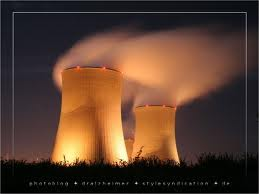 photoblog ✦ dralzheimer ✦ stylesyndication ✦ de